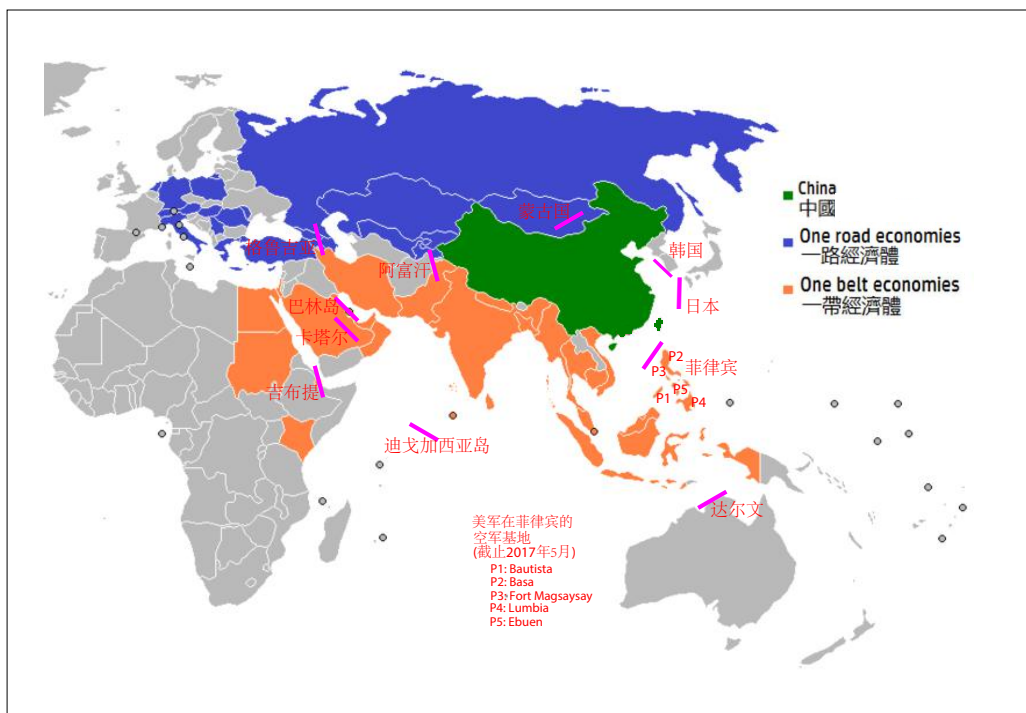 China
中國
One road economies
一路經濟體
One belt economies
一帶經濟體
蒙古国
韩国
格鲁吉亚
阿富汗
日本
巴林岛
卡塔尔
P2
菲律宾
P3
吉布提
P5
P1
P4
迪戈加西亚岛
达尔文
美军在菲律宾的
空军基地
(截止2017年5月)
P1: Bautista
P2: Basa
P3: Fort Magsaysay
P4: Lumbia
P5: Ebuen